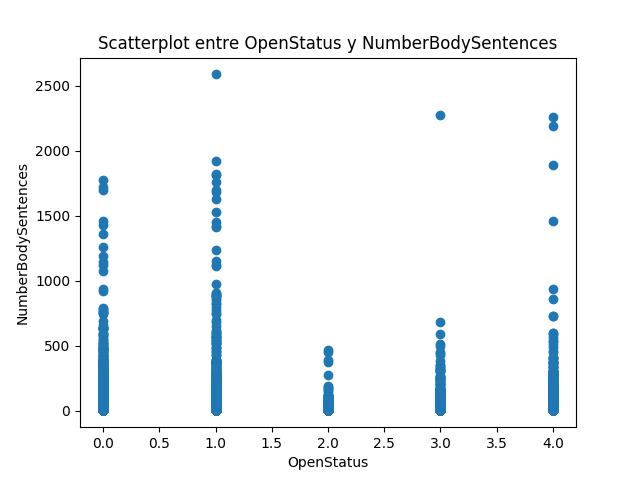 Scatterplot entre OpenStatus y NumberBodySentences
2500
2000
1500
1000
500
0
NumberBodySentences
0.0 0.5 1.0 1.5 2.0 2.5 3.0 3.5 4.0
OpenStatus